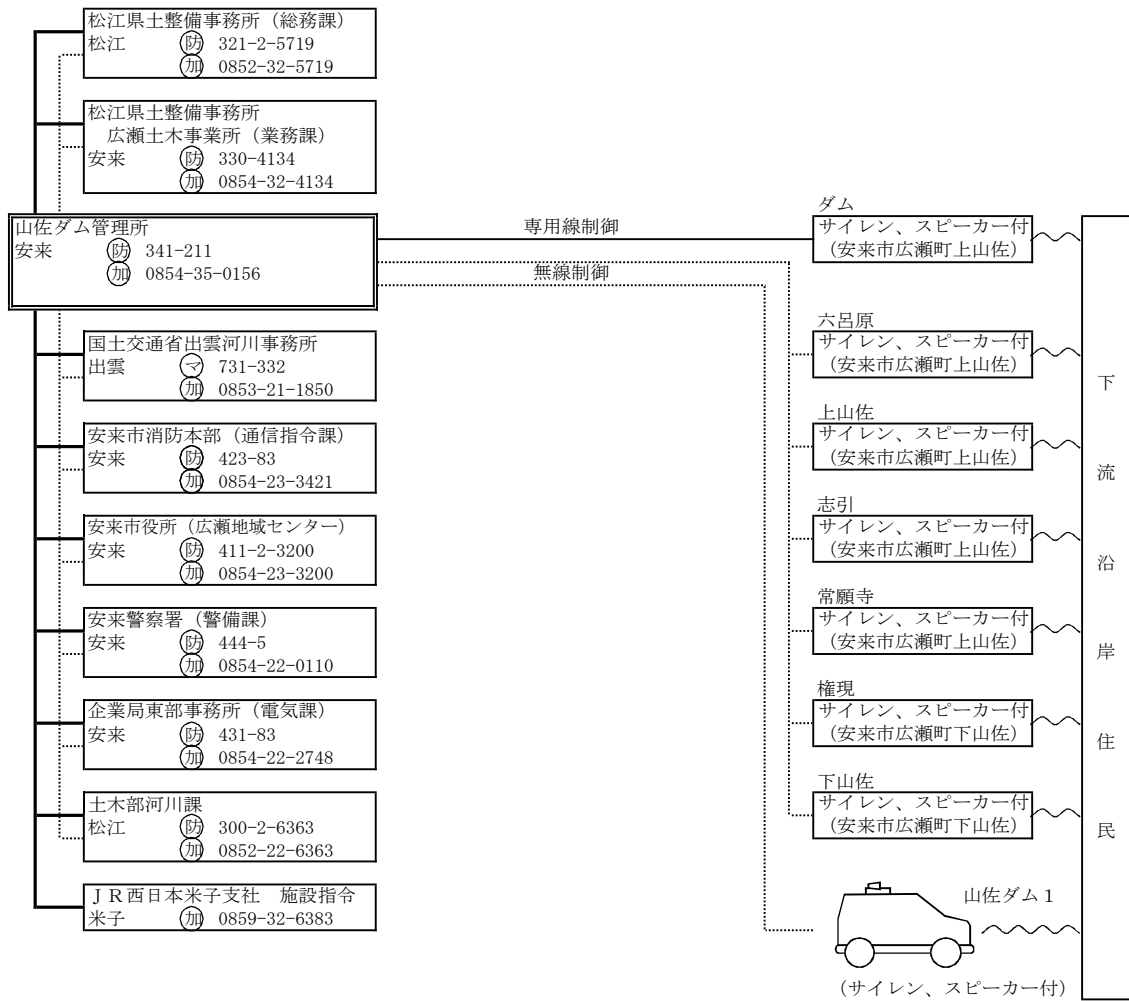 松江県土整備事務所（総務課）
松江　㊩防 321-2-5719
加 0852-32-5719
松江県土整備事務所
広瀬土木事業所（業務課）
安来　防 330-4134
加 0854-32-4134
山佐ダム管理所
安来　防 341-211
加 0854-35-0156
国土交通省出雲河川事務所
出雲　マ 731-332
加 0853-21-1850
安来市消防本部（通信指令課）
安来　防 423-83
加 0854-23-3421
安来市役所（広瀬地域センター）
安来　防 411-2-3200
加 0854-23-3200
安来警察署（警備課）
安来　防 444-5
加 0854-22-0110
企業局東部事務所（電気課）
安来　防 431-83
加 0854-22-2748
土木部河川課
松江　防 300-2-6363
加 0852-22-6363
ＪＲ西日本米子支社　施設指令
米子　加 0859-32-6383
専用線制御
無線制御
ダム
サイレン、スピーカー付
（安来市広瀬町上山佐）
六呂原
サイレン、スピーカー付
（安来市広瀬町上山佐）
上山佐
サイレン、スピーカー付
（安来市広瀬町上山佐）
志引
サイレン、スピーカー付
（安来市広瀬町上山佐）
常願寺
サイレン、スピーカー付
（安来市広瀬町上山佐）
権現
サイレン、スピーカー付
（安来市広瀬町下山佐）
下山佐
サイレン、スピーカー付
（安来市広瀬町下山佐）
山佐ダム１
（サイレン、スピーカー付）
下流沿岸住民